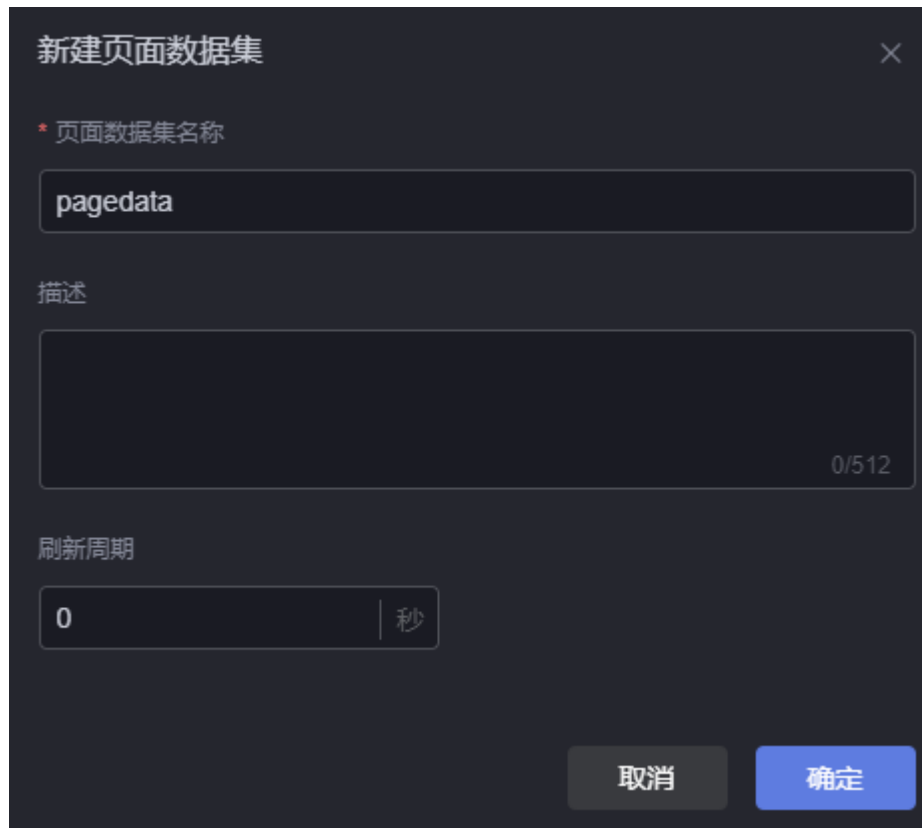 新建页面数据集
* 页面数据集名称
pagedata
描述
0/512
刷新周期
0 秒
取消 确定